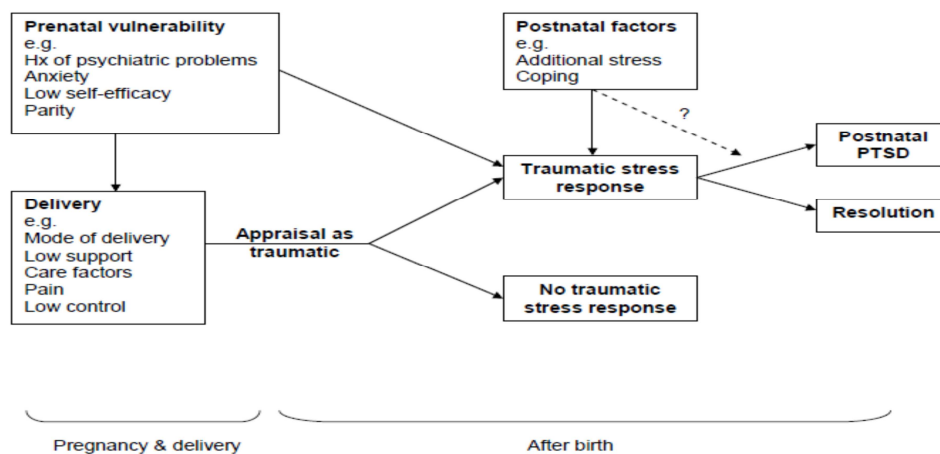 Prenatal vulnerability
e.g.
Hx of psychiatric problems
Anxiety
Low self-efficacy
Parity
Postnatal factors
e.g.
Additional stress
Coping
?
Postnatal
PTSD
Traumatic stress
response
Resolution
Delivery
e.g.
Mode of delivery
Low support
Care factors
Pain
Low control
Appraisal as
traumatic
No traumatic
stress response
Pregnancy & delivery
After birth